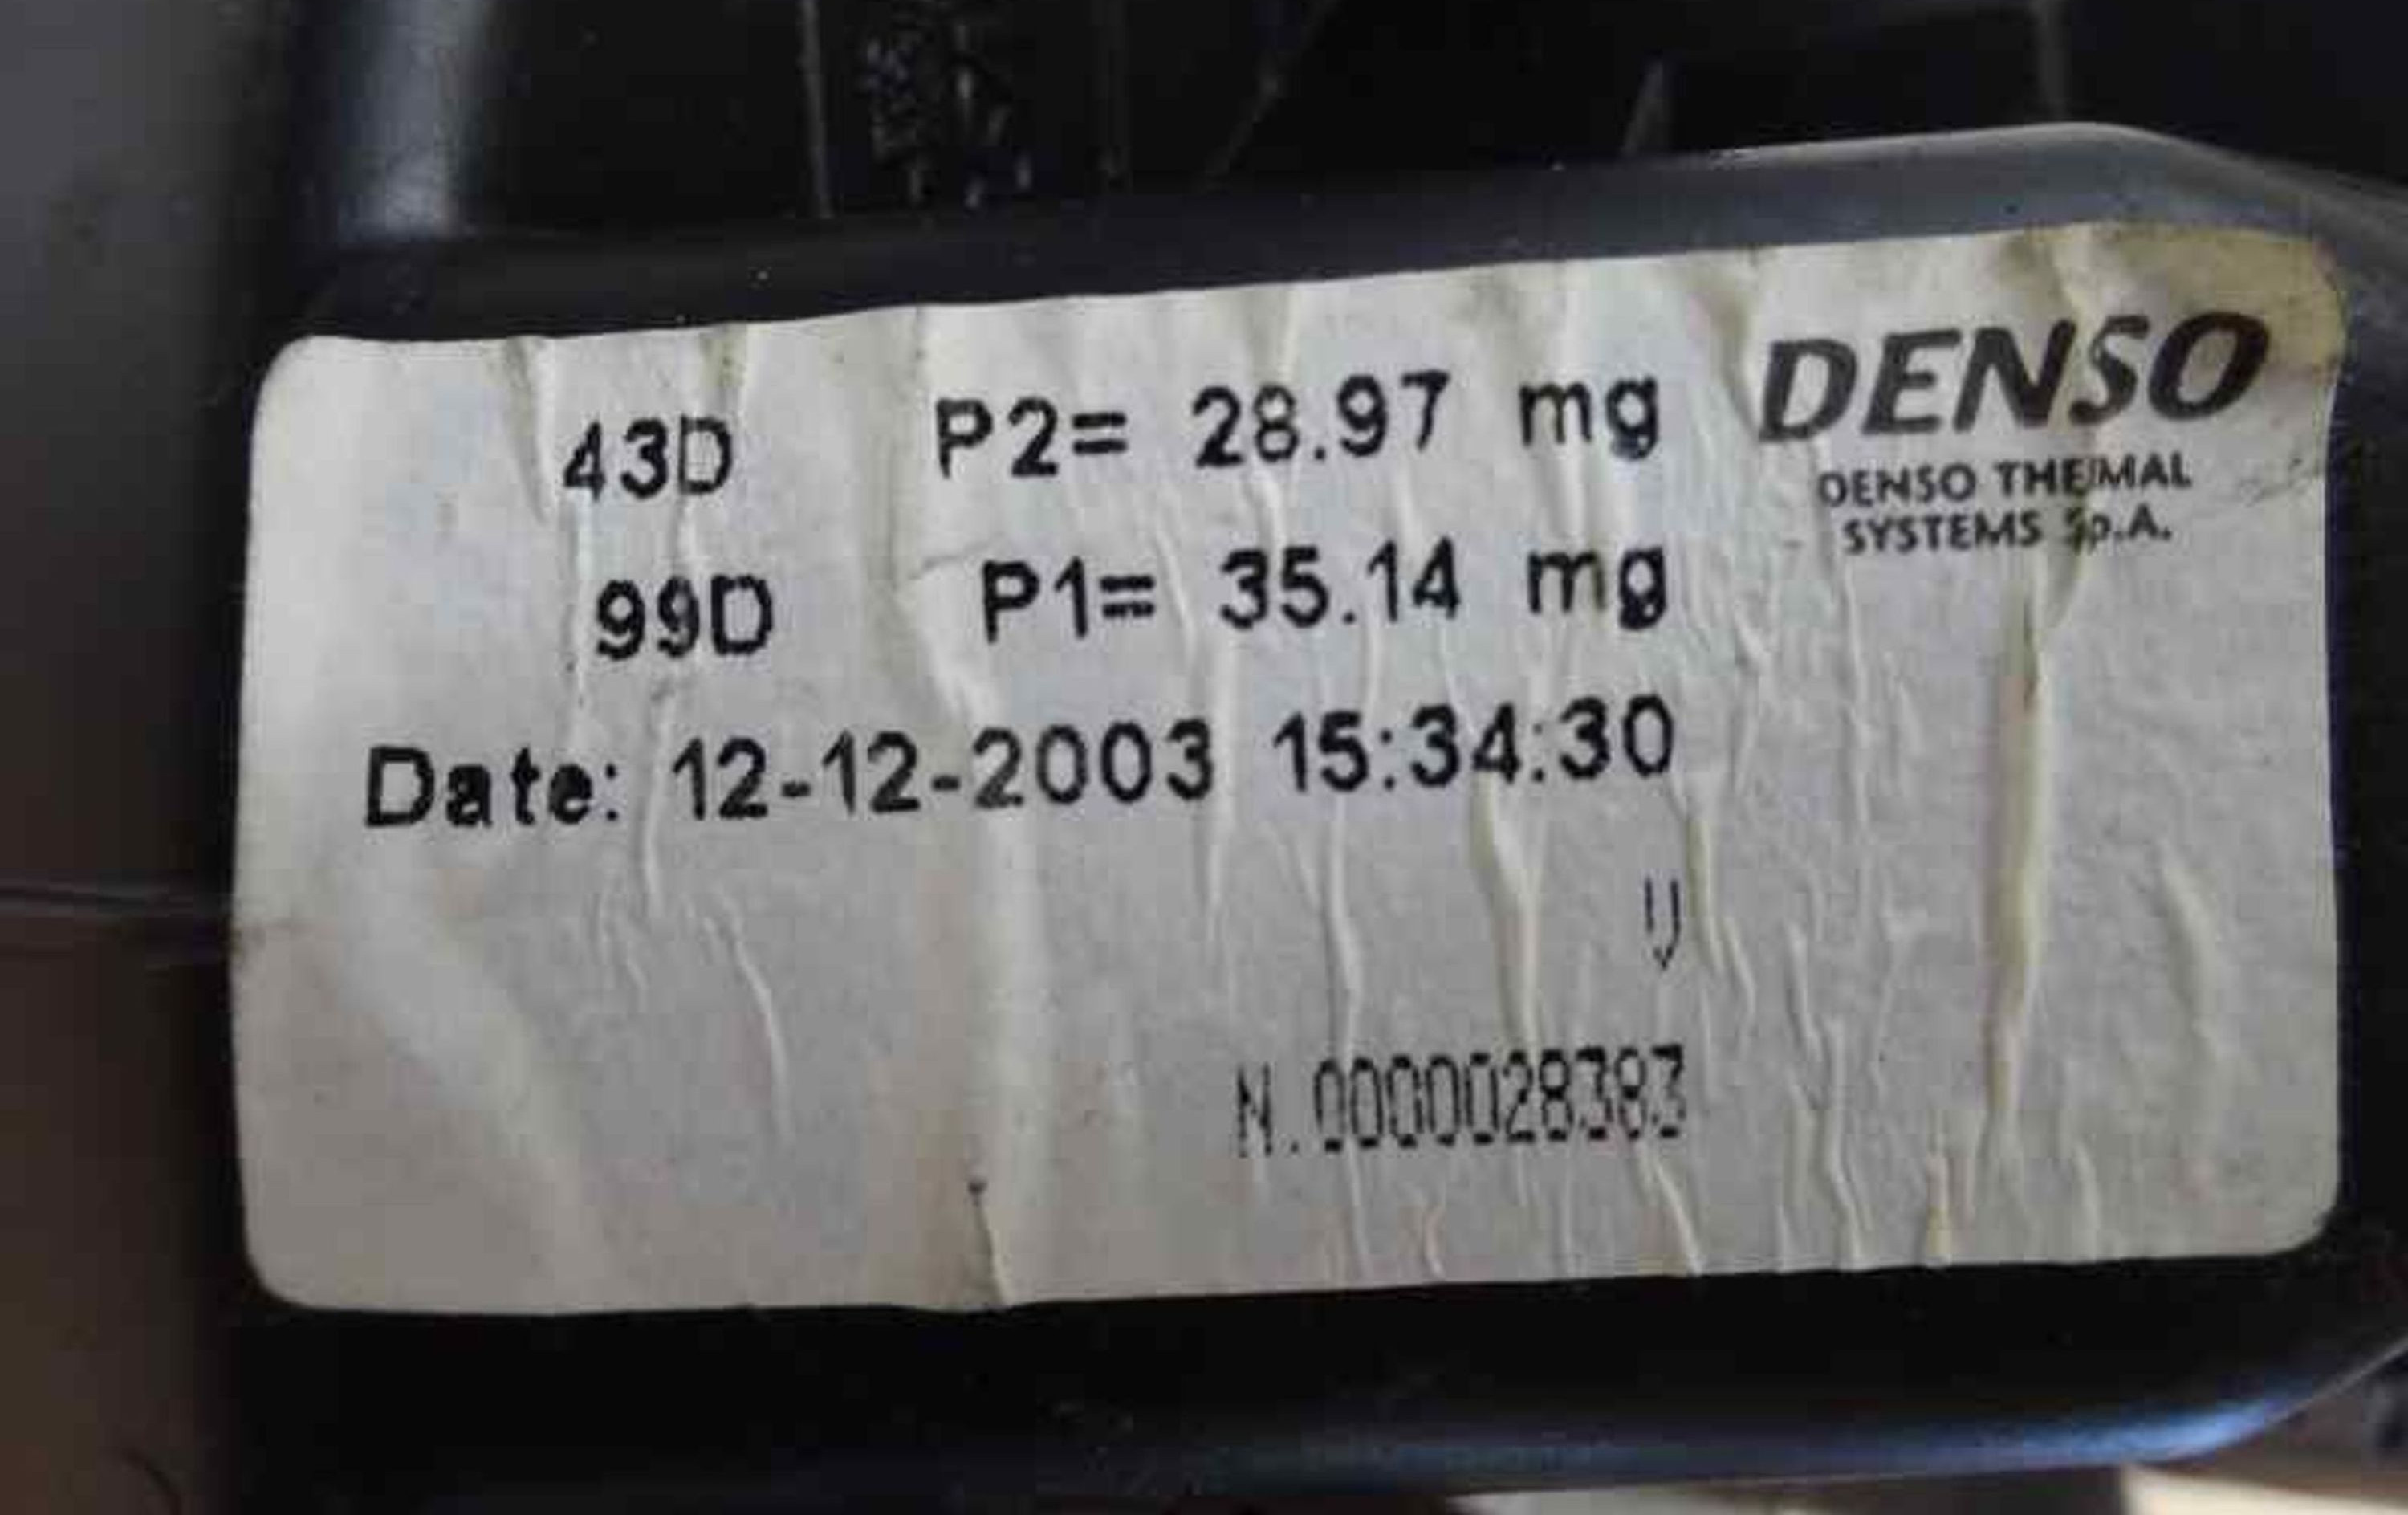 43D P2= 28.97 mg
DENSO
DENSO THERMAL
SYSTEMS Sp.A.
99D P1= 35.14 mg
Date: 12-12-2003 15:34:30
V
N.0000028383